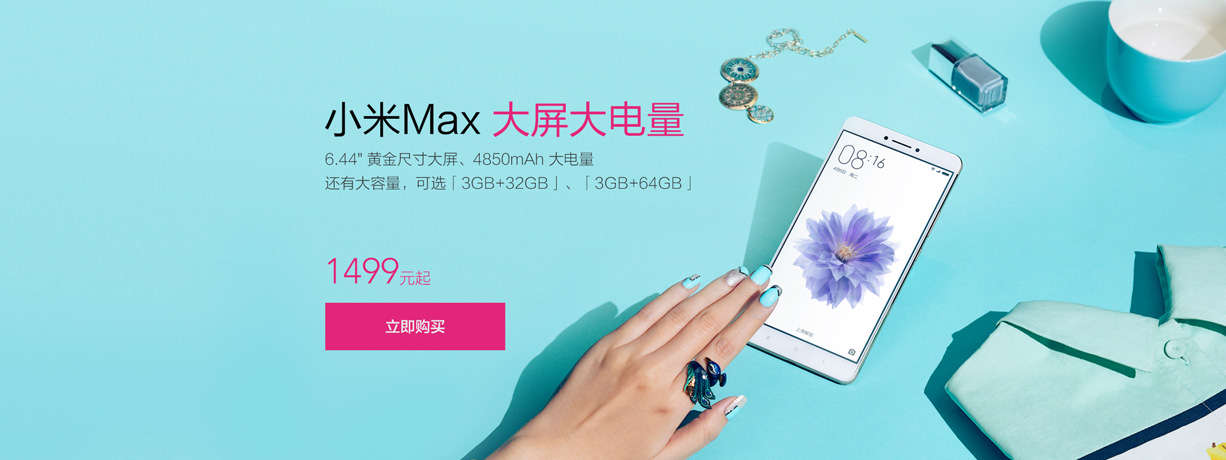 小米Max 大屏大电量
6.44" 黄金尺寸大屏、4850mAh 大电量
还有大容量，可选「3GB+32GB」、「3GB+64GB」
1499元起
立即购买
08:16